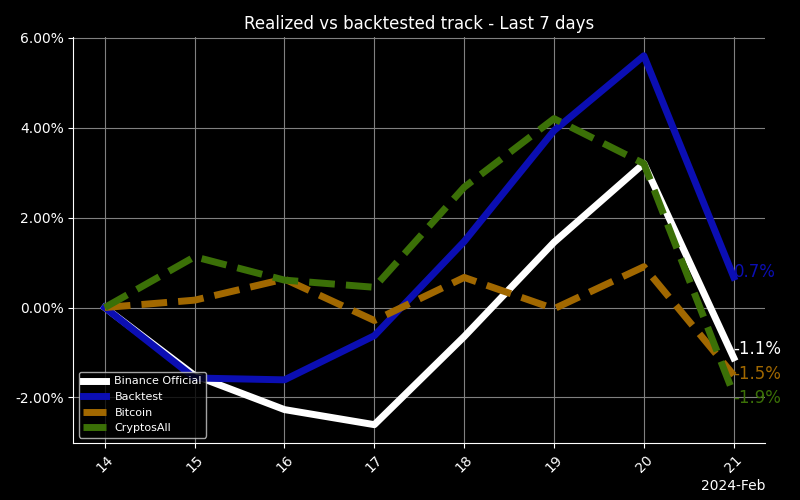 Realized vs backtested track - Last 7 days
6.00%
4.00%
2.00%
0.00%
-2.00%
0.7%
-1.1%
-1.5%
-1.9%
Binance Official
Backtest
Bitcoin
CryptosAll
14 15 16 17 18 19 20 21
2024-Feb